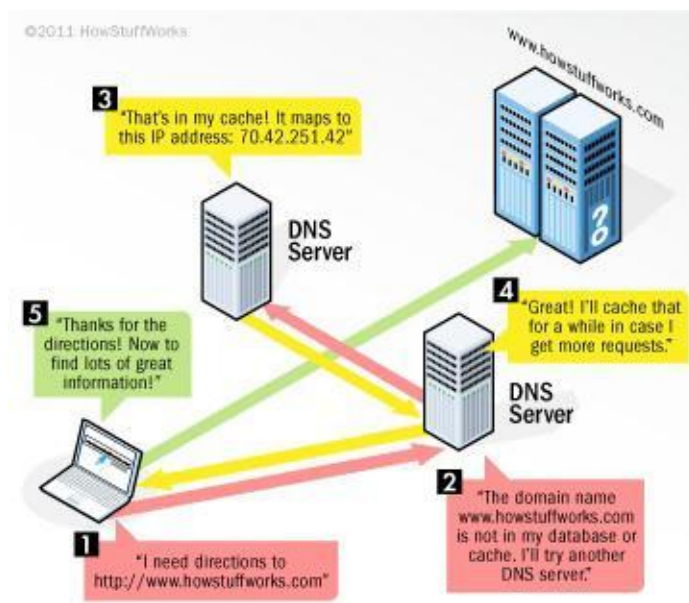 ©2011 HowStuffWorks
www.howstuffworks.com
3
"That's in my cache! It maps to
this IP address: 70.42.251.42"
DNS
Server
4
"Great! I'll cache that
for a while in case I
get more requests."
5
"Thanks for the
directions! Now to
find lots of great
information!"
DNS
Server
2
"The domain name
www.howstuffworks.com
is not in my database or
cache. I'll try another
DNS server."
1
"I need directions to
http://www.howstuffworks.com"